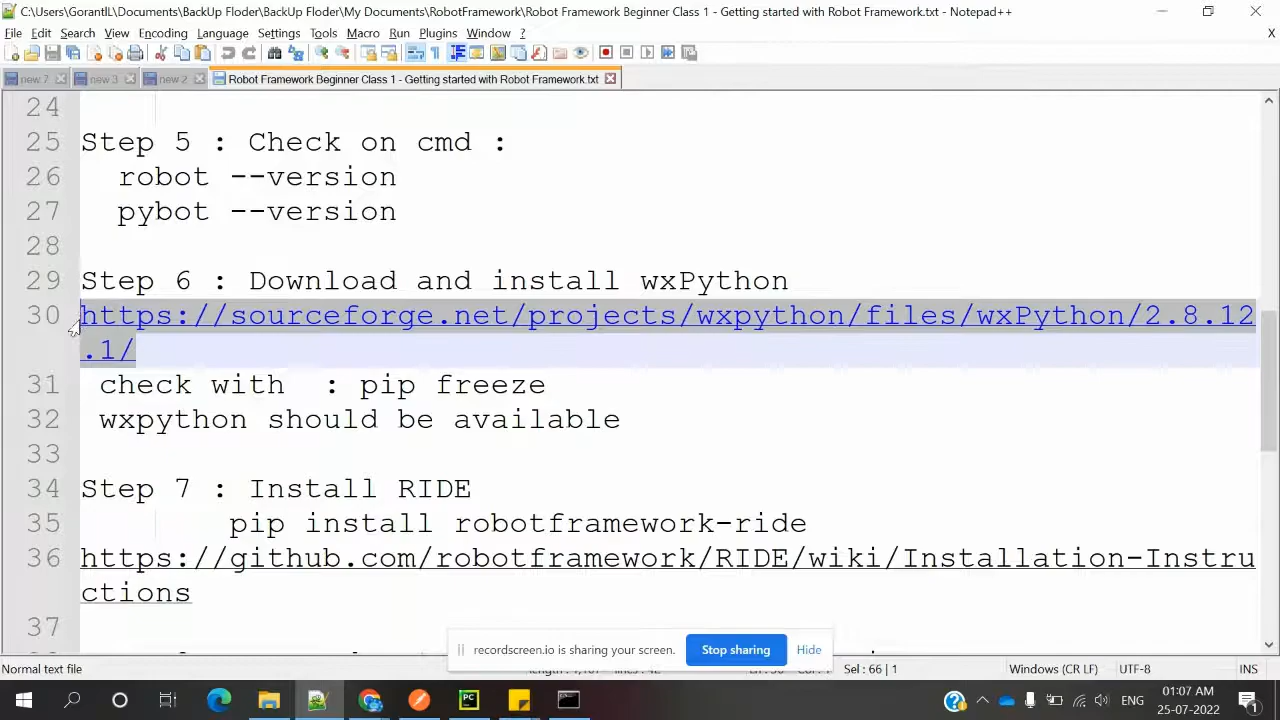 C:\Users\GorantlL\Documents\BackUp Floder\BackUp Floder\My Documents\RobotFramework\Robot Framework Beginner Class 1 - Getting started with Robot Framework.txt - Notepad++
File Edit Search View Encoding Language Settings Tools Macro Run Plugins Window ? X
new 7 new 3 new 2 Robot Framework Beginner Class 1 - Getting started with Robot Framework.txt
24
25 Step 5 : Check on cmd :
26 robot --version
27 pybot --version
28
29 Step 6 : Download and install wxPython
30 https://sourceforge.net/projects/wxpython/files/wxPython/2.8.12
.1/
31 check with : pip freeze
32 wxpython should be available
33
34 Step 7 : Install RIDE
35 pip install robotframework-ride
36 https://github.com/robotframework/RIDE/wiki/Installation-Instru
ctions
37
recordscreen.io is sharing your screen. Stop sharing Hide
Normal text file Sel : 66 | 1 Windows (CR LF) UTF-8 INS
PC ENG 01:07 AM
25-07-2022 1